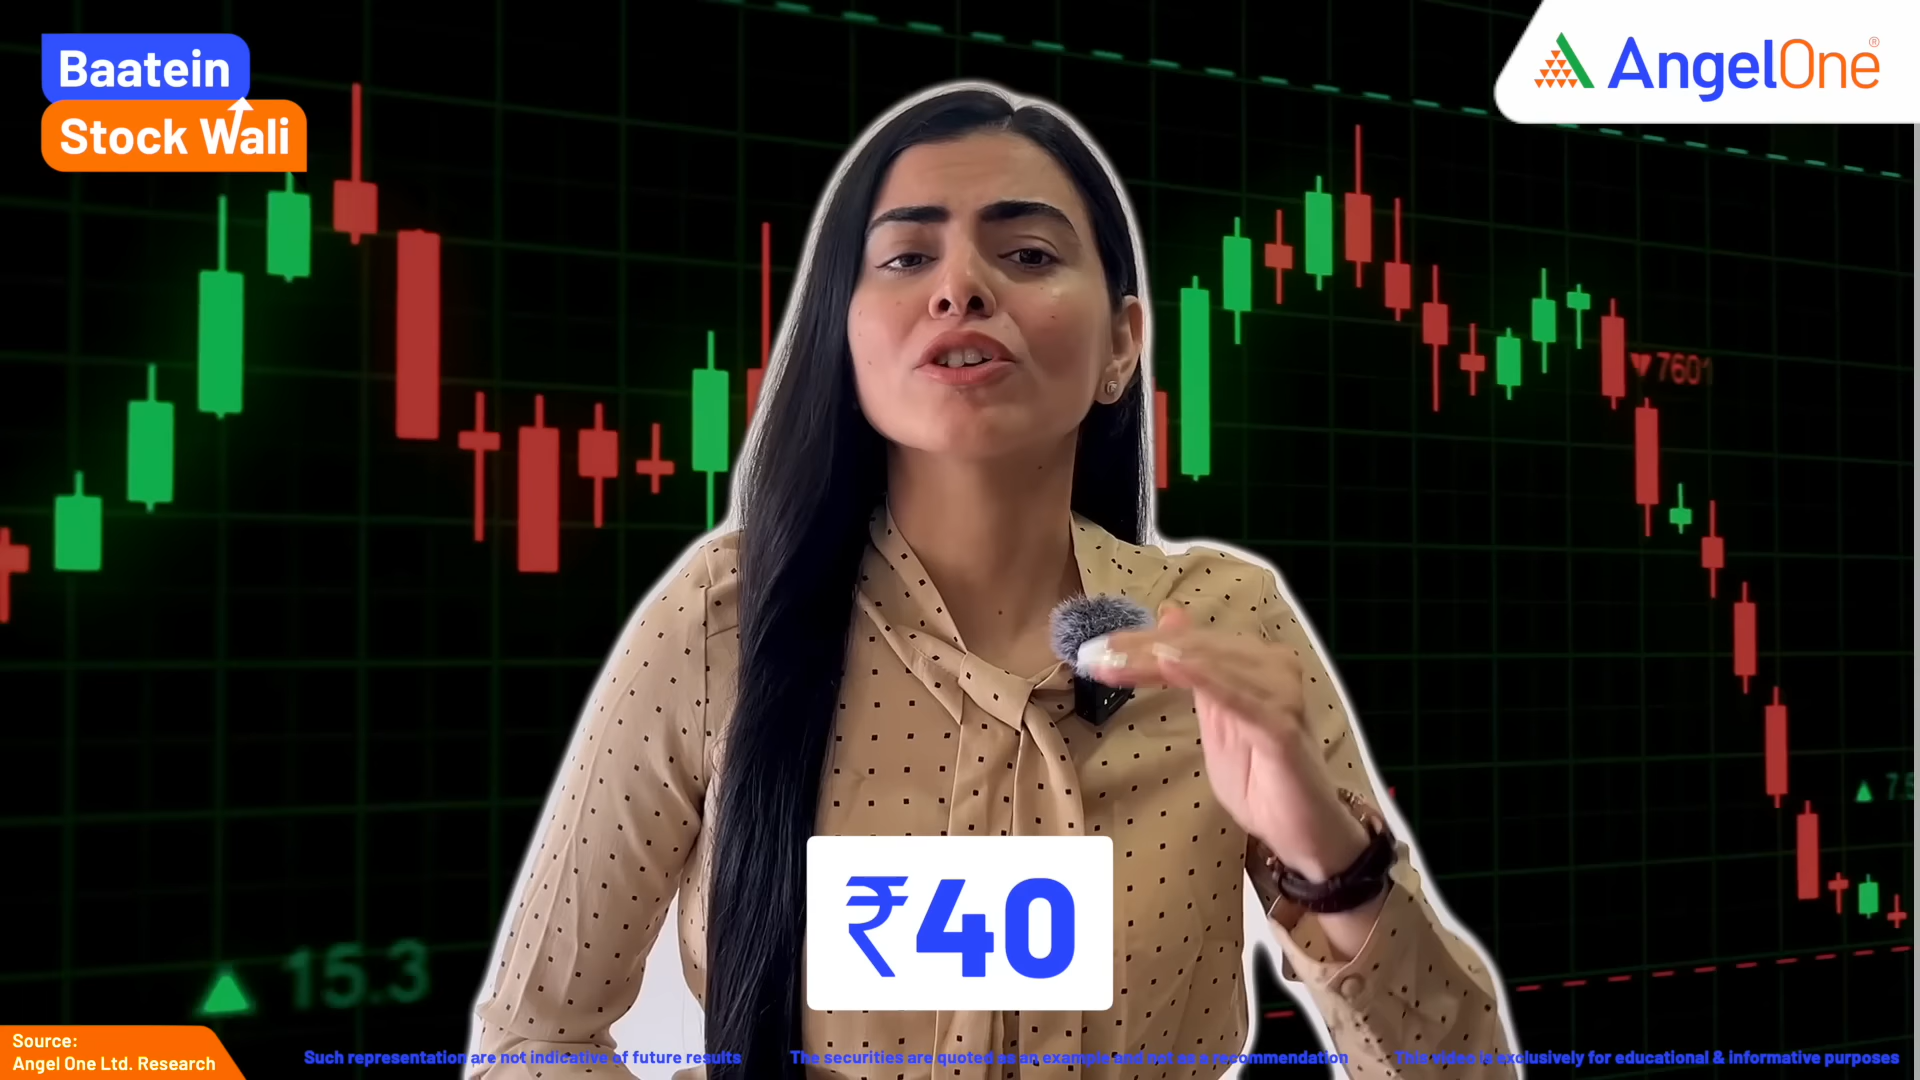 Baatein
Stock Wali
AngelOne®
▼7601
▲ 7.5
₹40
▲ 15.3
Source:
Angel One Ltd. Research
Such representation are not indicative of future results
The securities are quoted as an example and not as a recommendation
This video is exclusively for educational & informative purposes